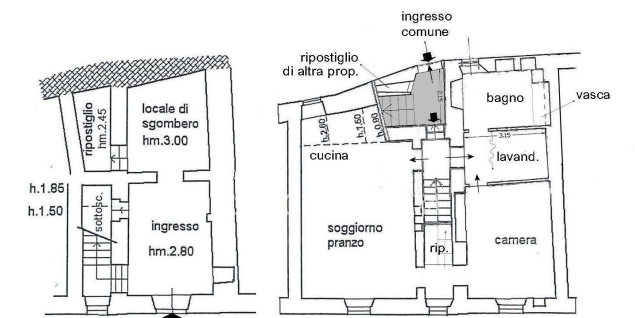 ripostiglio
hm.2.45
locale di
sgombero
hm.3.00
h.1.85
h.1.50
sottosc.
ingresso
hm.2.80
ingresso
comune
ripostiglio
di altra prop.
h.2.60
h.1.50
h.0.90
cucina
bagno
vasca
3.15
lavand.
soggiorno
pranzo
rip.
camera